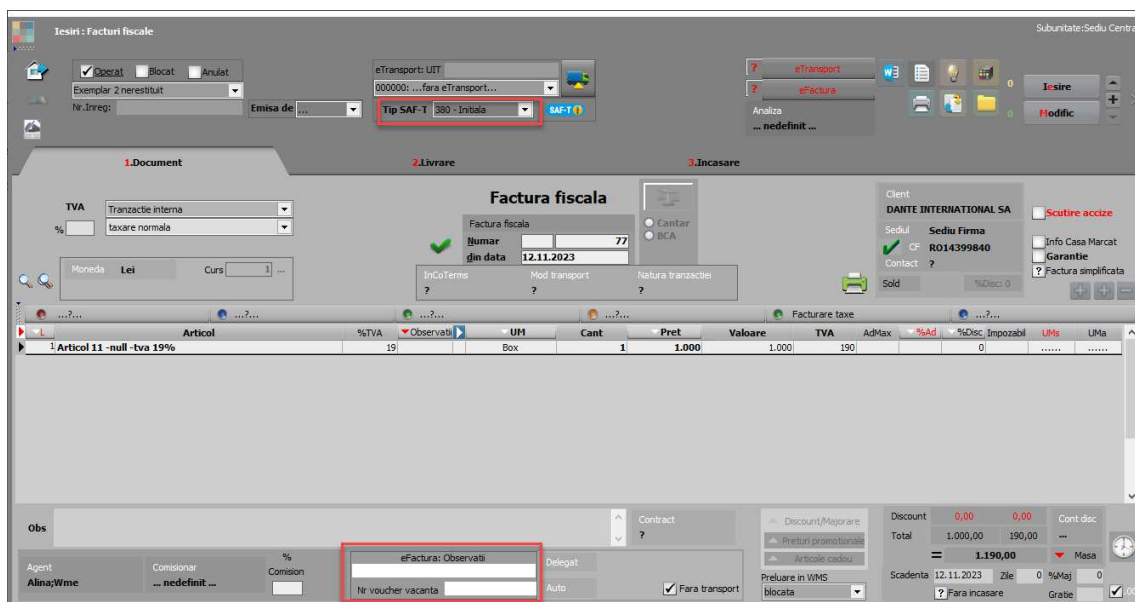 Iesiri : Facturi fiscale
Subunitate:Sediu Centra
Operat Blocat Anulat
Exemplar 2 nerestituit
Nr.Inreg:
Emisa de ...
eTransport: UIT
000000: ...fara eTransport...
Tip SAF-T 380 - Initiala
SAF-T
? eTransport
? eFactura
Analiza
... nedefinit ...
0
0
Iesire
Modific
1.Document
2.Livrare
3.Incasare
TVA Tranzactie interna
% taxare normala
Moneda Lei Curs 1 ...
Factura fiscala
Factura fiscala
Numar 77
din data 12.11.2023
Cantar
BCA
InCoTerms Mod transport Natura tranzactiei
? ? ?
Client
DANTE INTERNATIONAL SA
Sediul Sediu Firma
CF RO14399840
Contact ?
Sold %Disc: 0
Scutire accize
Info Casa Marcat
Garantie
? Factura simplificata
...?... ...?... ...?... ...?... Facturare taxe ...?...
L Articol %TVA Observatii UM Cant Pret Valoare TVA AdMax %Ad %Disc Impozabil UMs UMa
1 Articol 11 -null -tva 19% 19 Box 1 1.000 1.000 190 0 ...... ......
Obs
Contract
?
Agent
Alina;Wme
Comisionar
... nedefinit ...
%
Comision
eFactura: Observatii
Nr voucher vacanta
Delegat
Auto
Fara transport
Discount/Majorare
Preturi promotionale
Articole cadou
Preluare in WMS
blocata
Discount 0,00 0,00 Cont disc
Total 1.000,00 190,00 ...
= 1.190,00 Masa
Scadenta 12.11.2023 Zile 0 %Maj 0
? Fara incasare Gratie